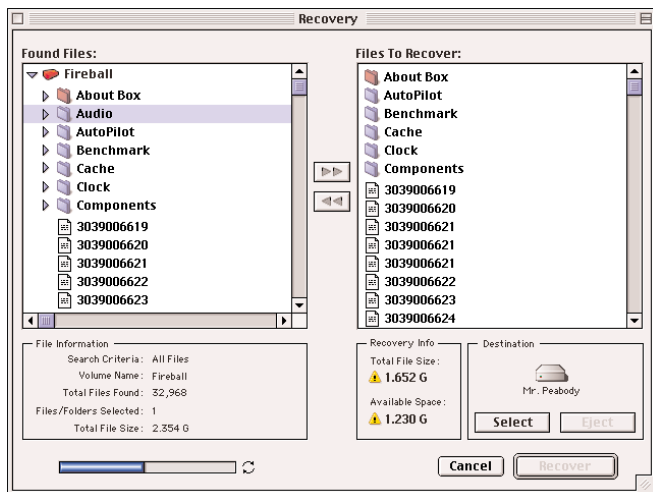 Recovery
Found Files:
Fireball
About Box
Audio
AutoPilot
Benchmark
Cache
Clock
Components
3039006619
3039006620
3039006621
3039006622
3039006623
Files To Recover:
About Box
AutoPilot
Benchmark
Cache
Clock
Components
3039006619
3039006620
3039006621
3039006621
3039006622
3039006623
3039006624
File Information
Search Criteria: All Files
Volume Name: Fireball
Total Files Found: 32,968
Files/Folders Selected: 1
Total File Size: 2.354 G
Recovery Info
Total File Size:
1.652 G
Available Space:
1.230 G
Destination
Mr. Peabody
Select
Eject
Cancel
Recover